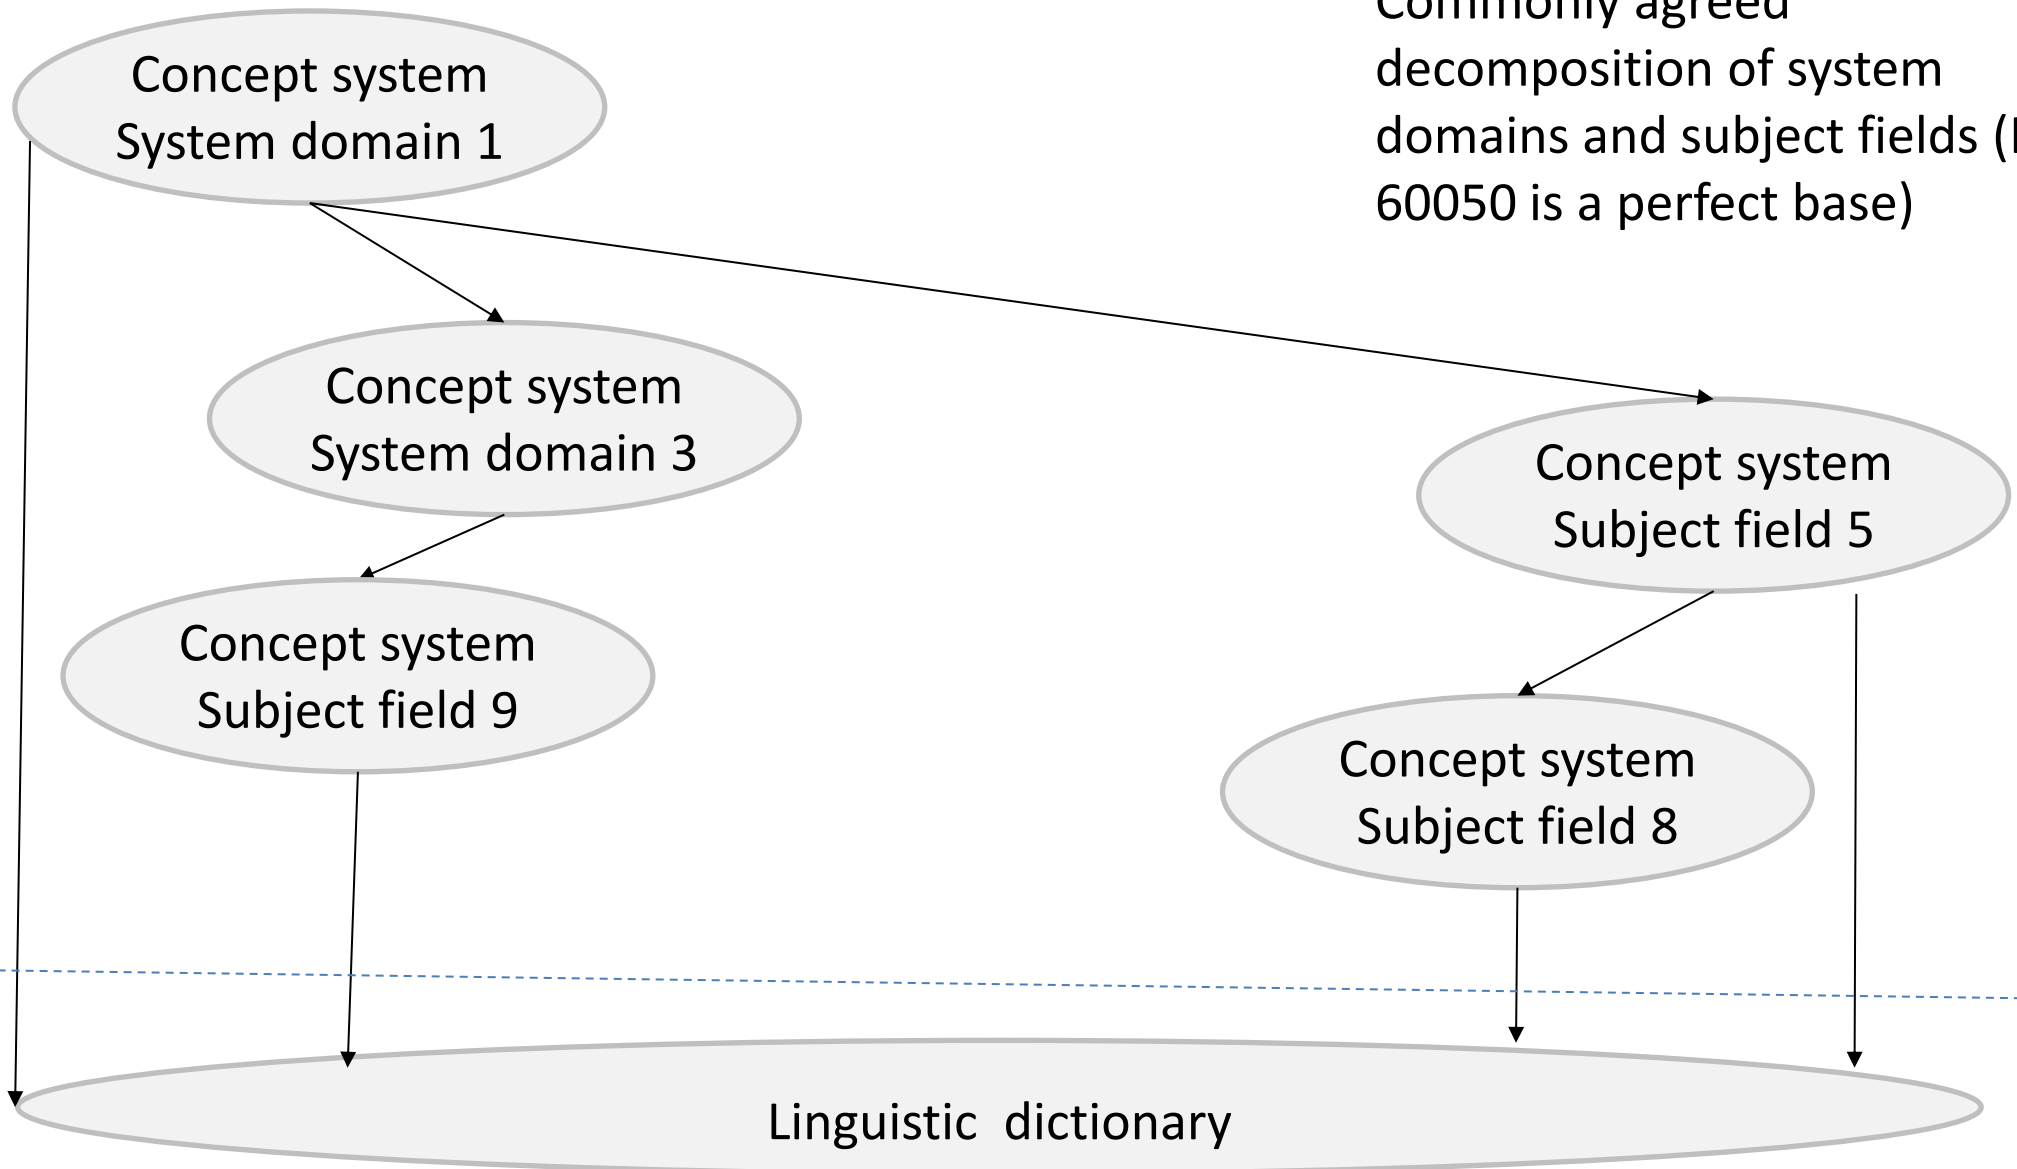 Commonly agreed
decomposition of system
domains and subject fields (
60050 is a perfect base)
Concept system
System domain 1
Concept system
System domain 3
Concept system
Subject field 5
Concept system
Subject field 9
Concept system
Subject field 8
Linguistic  dictionary